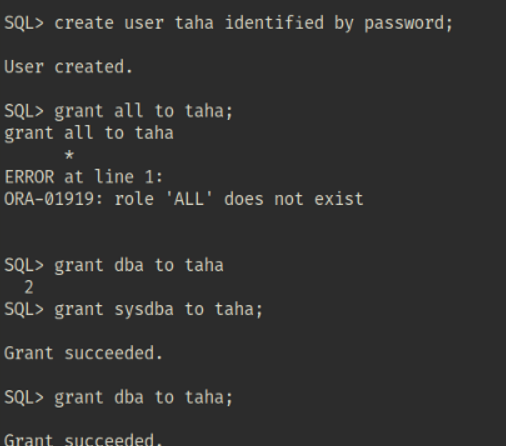 SQL> create user taha identified by password;
User created.
SQL> grant all to taha;
grant all to taha
*
ERROR at line 1:
ORA-01919: role 'ALL' does not exist
SQL> grant dba to taha
2
SQL> grant sysdba to taha;
Grant succeeded.
SQL> grant dba to taha;
Grant succeeded.